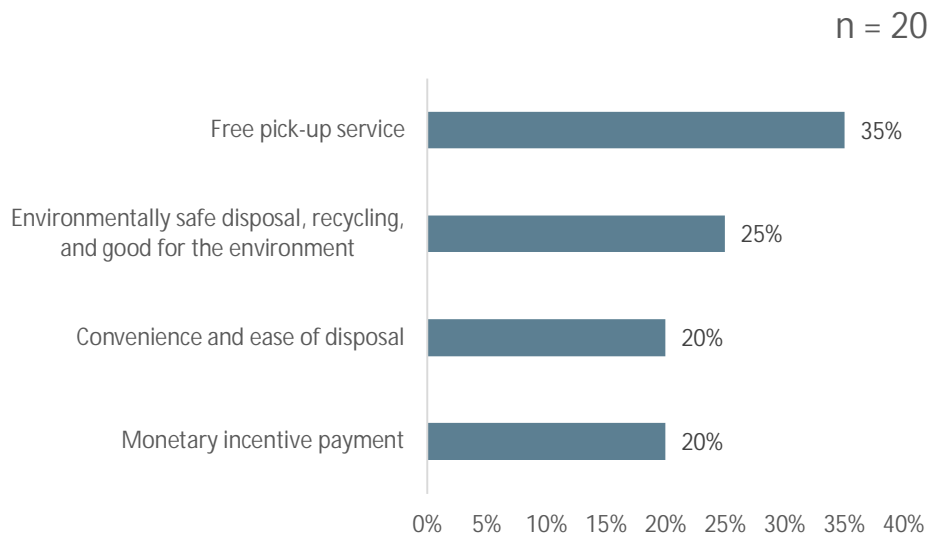 n = 20
Free pick-up service
35%
Environmentally safe disposal, recycling,
and good for the environment
25%
Convenience and ease of disposal
20%
Monetary incentive payment
20%
0% 5% 10% 15% 20% 25% 30% 35% 40%